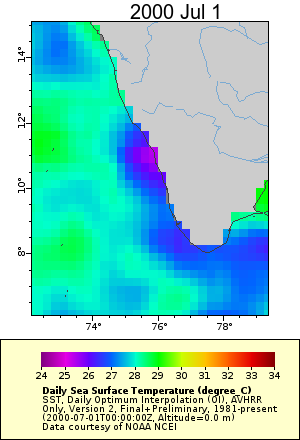 2000 Jul 1
14°
12°
10°
8°
74° 76° 78°
24 25 26 27 28 29 30 31 32 33 34
Daily Sea Surface Temperature (degree_C)
SST, Daily Optimum Interpolation (OI), AVHRR
Only, Version 2, Final+Preliminary, 1981-present
(2000-07-01T00:00:00Z, Altitude=0.0 m)
Data courtesy of NOAA NCEI